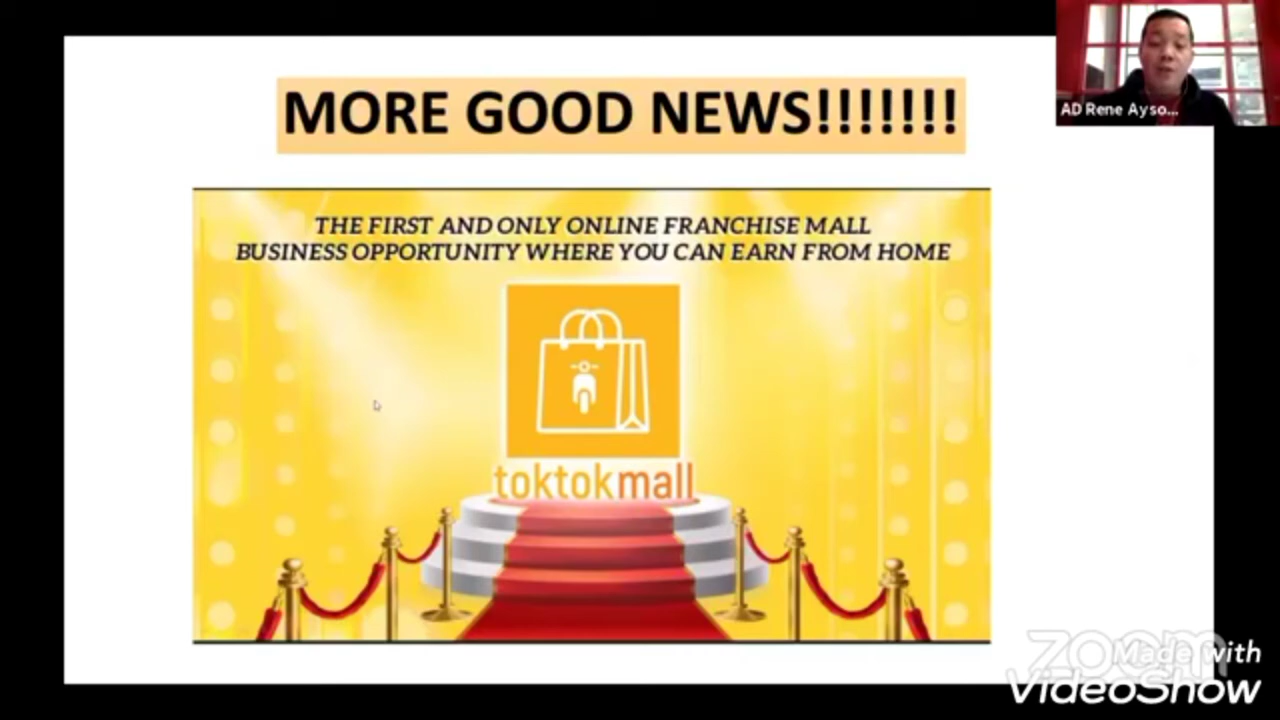 AD Rene Ayso...
MORE GOOD NEWS!!!!!!!
THE FIRST AND ONLY ONLINE FRANCHISE MALL
BUSINESS OPPORTUNITY WHERE YOU CAN EARN FROM HOME
toktokmall
zoom
Made with
VideoShow